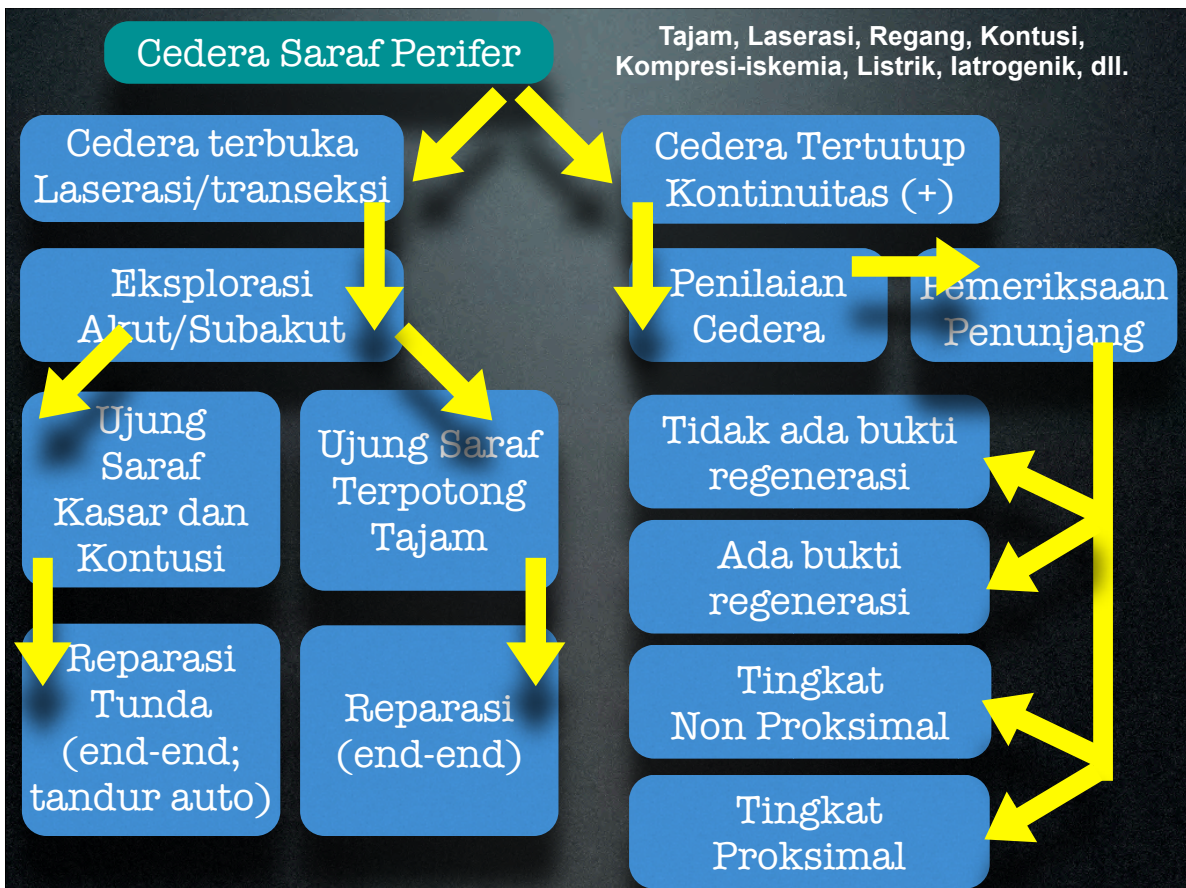 Cedera Saraf Perifer
Tajam, Laserasi, Regang, Kontusi,
Kompresi-iskemia, Listrik, Iatrogenik, dll.
Cedera terbuka
Laserasi/transeksi
Cedera Tertutup
Kontinuitas (+)
Eksplorasi
Akut/Subakut
Penilaian
Cedera
Pemeriksaan
Penunjang
Ujung
Saraf
Kasar dan
Kontusi
Ujung Saraf
Terpotong
Tajam
Tidak ada bukti
regenerasi
Ada bukti
regenerasi
Reparasi
Tunda
(end-end;
tandur auto)
Reparasi
(end-end)
Tingkat
Non Proksimal
Tingkat
Proksimal